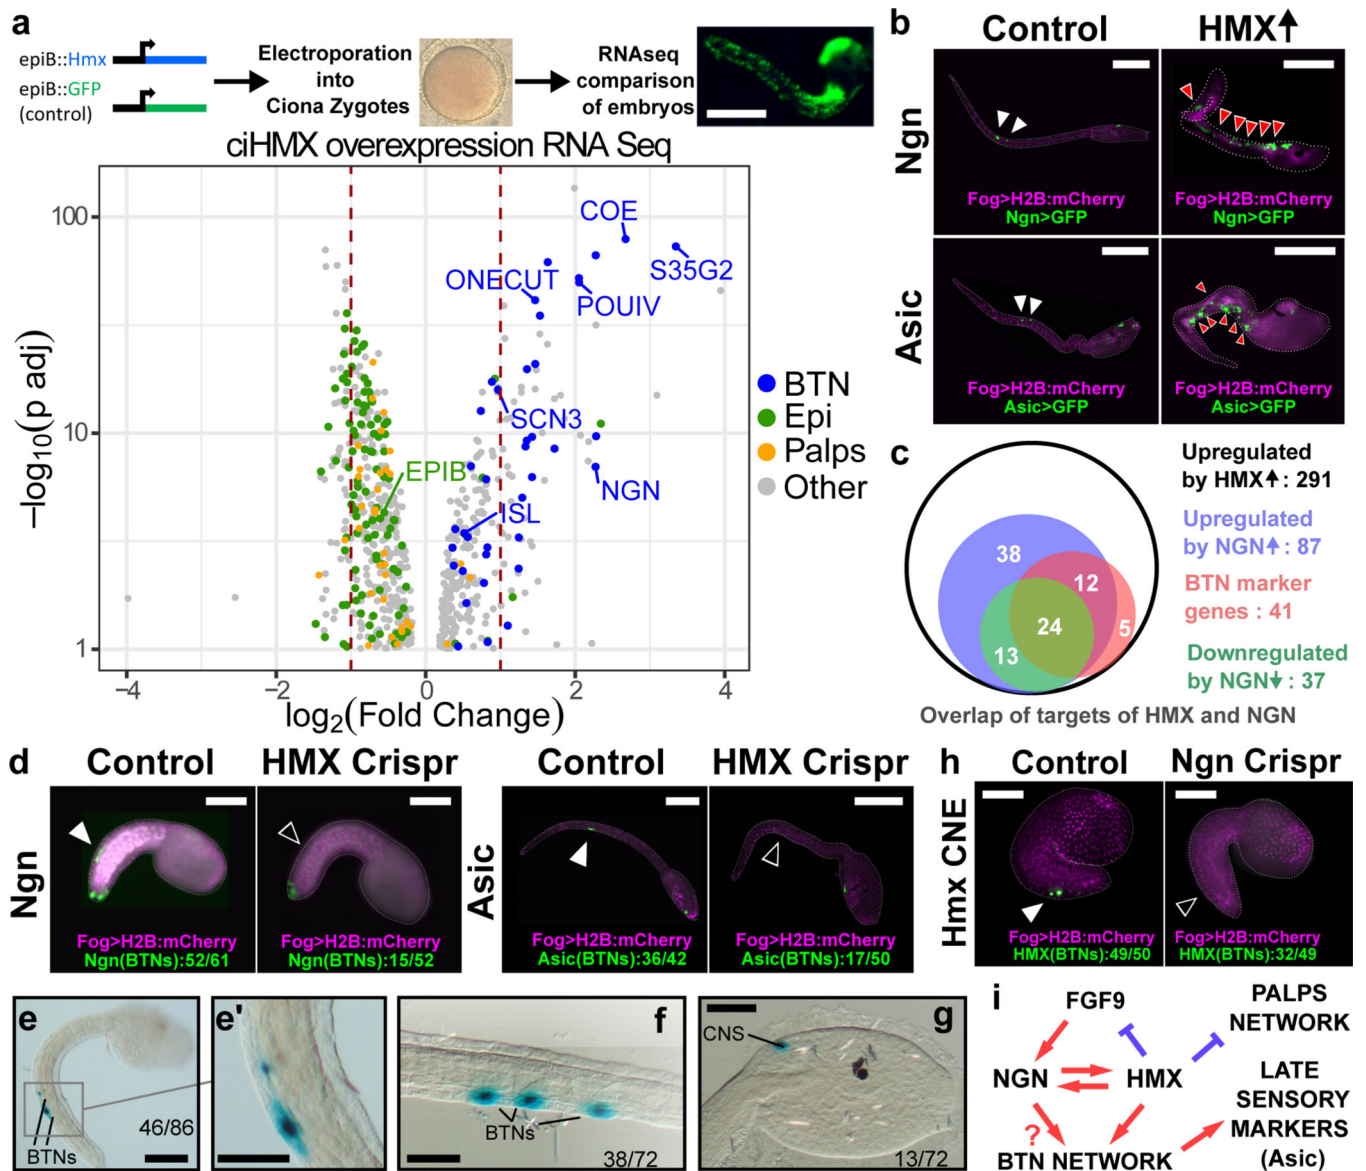 a
epiB::Hmx
epiB::GFP
(control)
Electroporation
into
Ciona Zygotes
RNAseq
comparison
of embryos
ciHMX overexpression RNA Seq
−log10(p adj)
100
10
1
−4
−2
0
2
4
log2(Fold Change)
COE
S35G2
ONECUT
POUIV
SCN3
EPIB
NGN
ISL
BTN
Epi
Palps
Other
b
Control
HMX↑
Ngn
Fog>H2B:mCherry
Ngn>GFP
Fog>H2B:mCherry
Ngn>GFP
Asic
Fog>H2B:mCherry
Asic>GFP
Fog>H2B:mCherry
Asic>GFP
c
38
12
24
5
13
Upregulated
by HMX↑: 291
Upregulated
by NGN↑: 87
BTN marker
genes : 41
Downregulated
by NGN↓: 37
Overlap of targets of HMX and NGN
d
Control
HMX Crispr
Ngn
Fog>H2B:mCherry
Ngn(BTNs):52/61
Fog>H2B:mCherry
Ngn(BTNs):15/52
Control
HMX Crispr
Asic
Fog>H2B:mCherry
Asic(BTNs):36/42
Fog>H2B:mCherry
Asic(BTNs):17/50
h
Control
Ngn Crispr
Hmx CNE
Fog>H2B:mCherry
HMX(BTNs):49/50
Fog>H2B:mCherry
HMX(BTNs):32/49
e
BTNs
46/86
e'
f
BTNs
38/72
g
CNS
13/72
i
FGF9
PALPS
NETWORK
NGN
HMX
LATE
SENSORY
MARKERS
(Asic)
?
BTN NETWORK